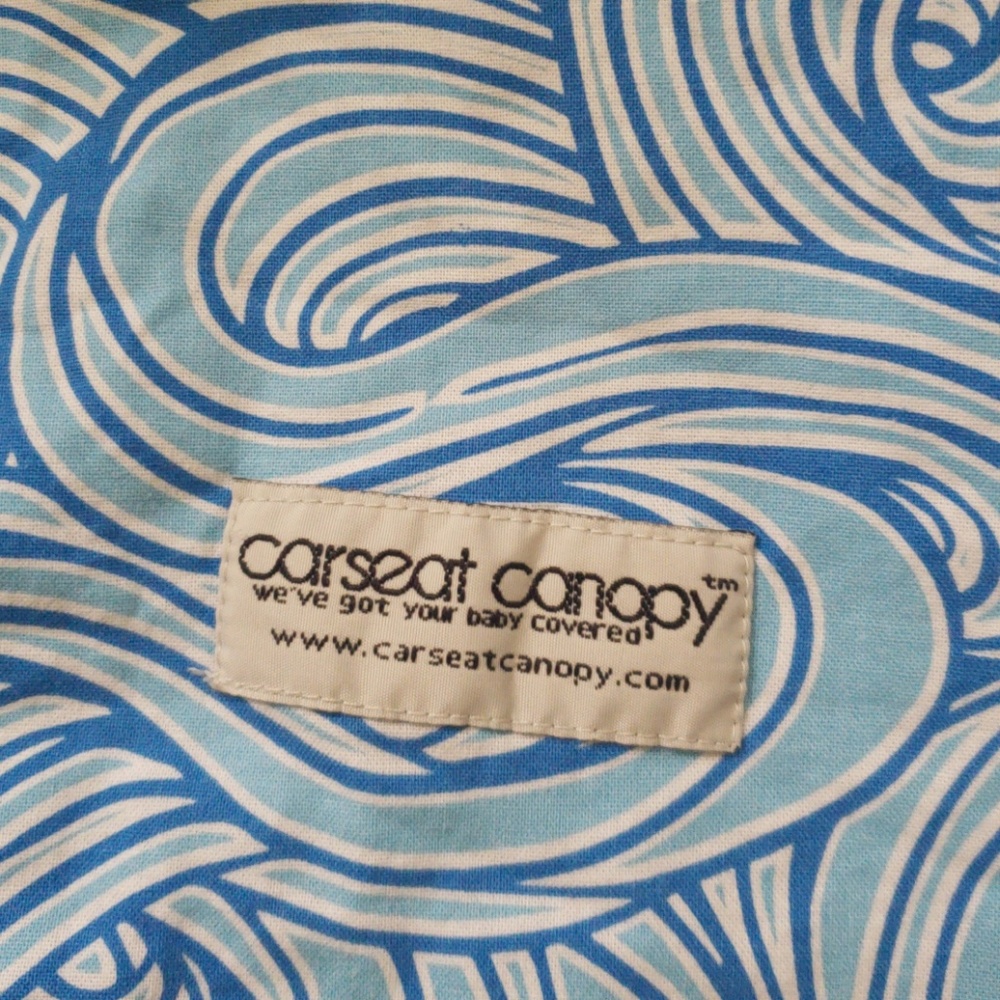 carseat canopy™
we've got your baby covered!
www.carseatcanopy.com